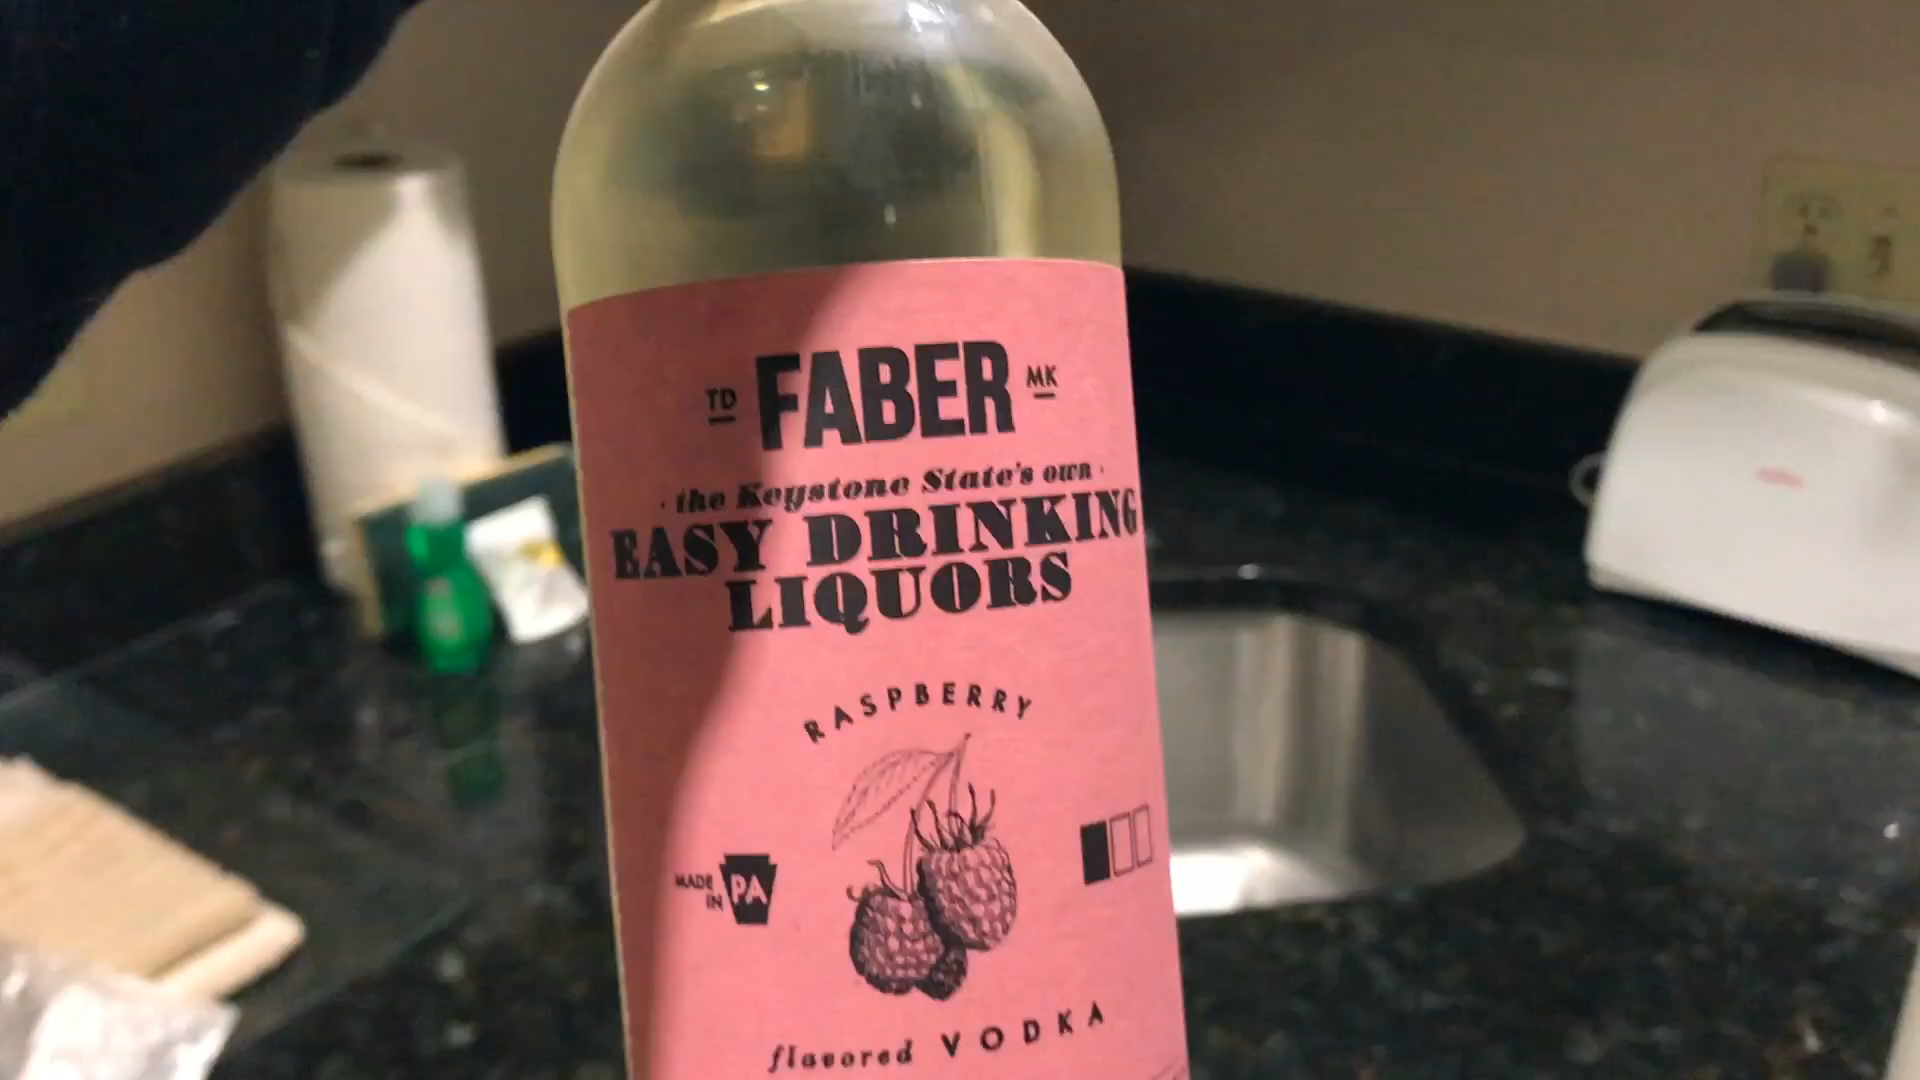 TD FABER MK
· the Keystone State's own ·
EASY DRINKING
LIQUORS
RASPBERRY
MADE
IN PA
flavored VODKA